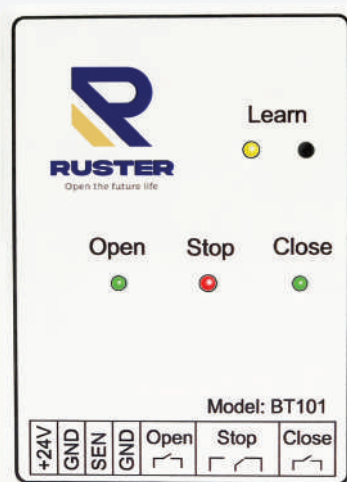 RUSTER
Open the future life
Learn
Open Stop Close
Model: BT101
+24V GND SEN GND Open Stop Close